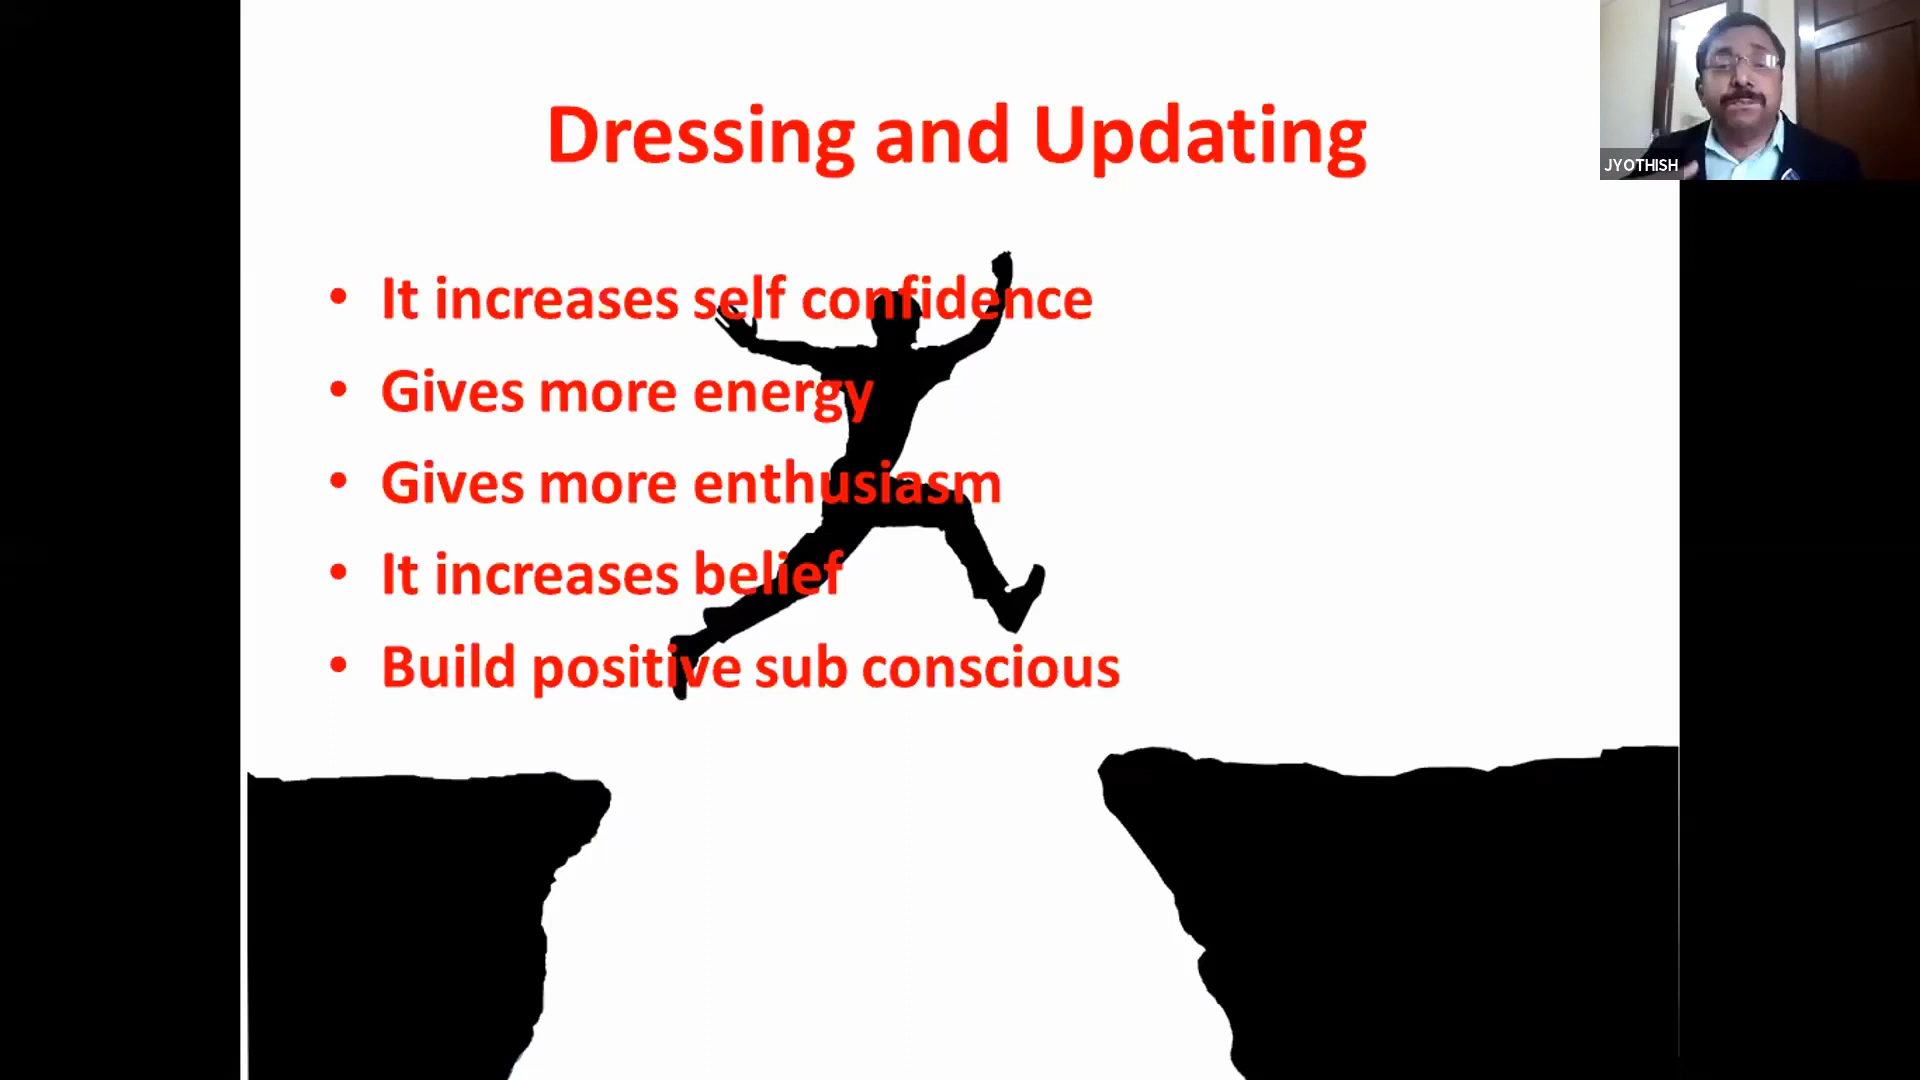 Dressing and Updating
JYOTHISH
• It increases self confidence
• Gives more energy
• Gives more enthusiasm
• It increases belief
• Build positive sub conscious